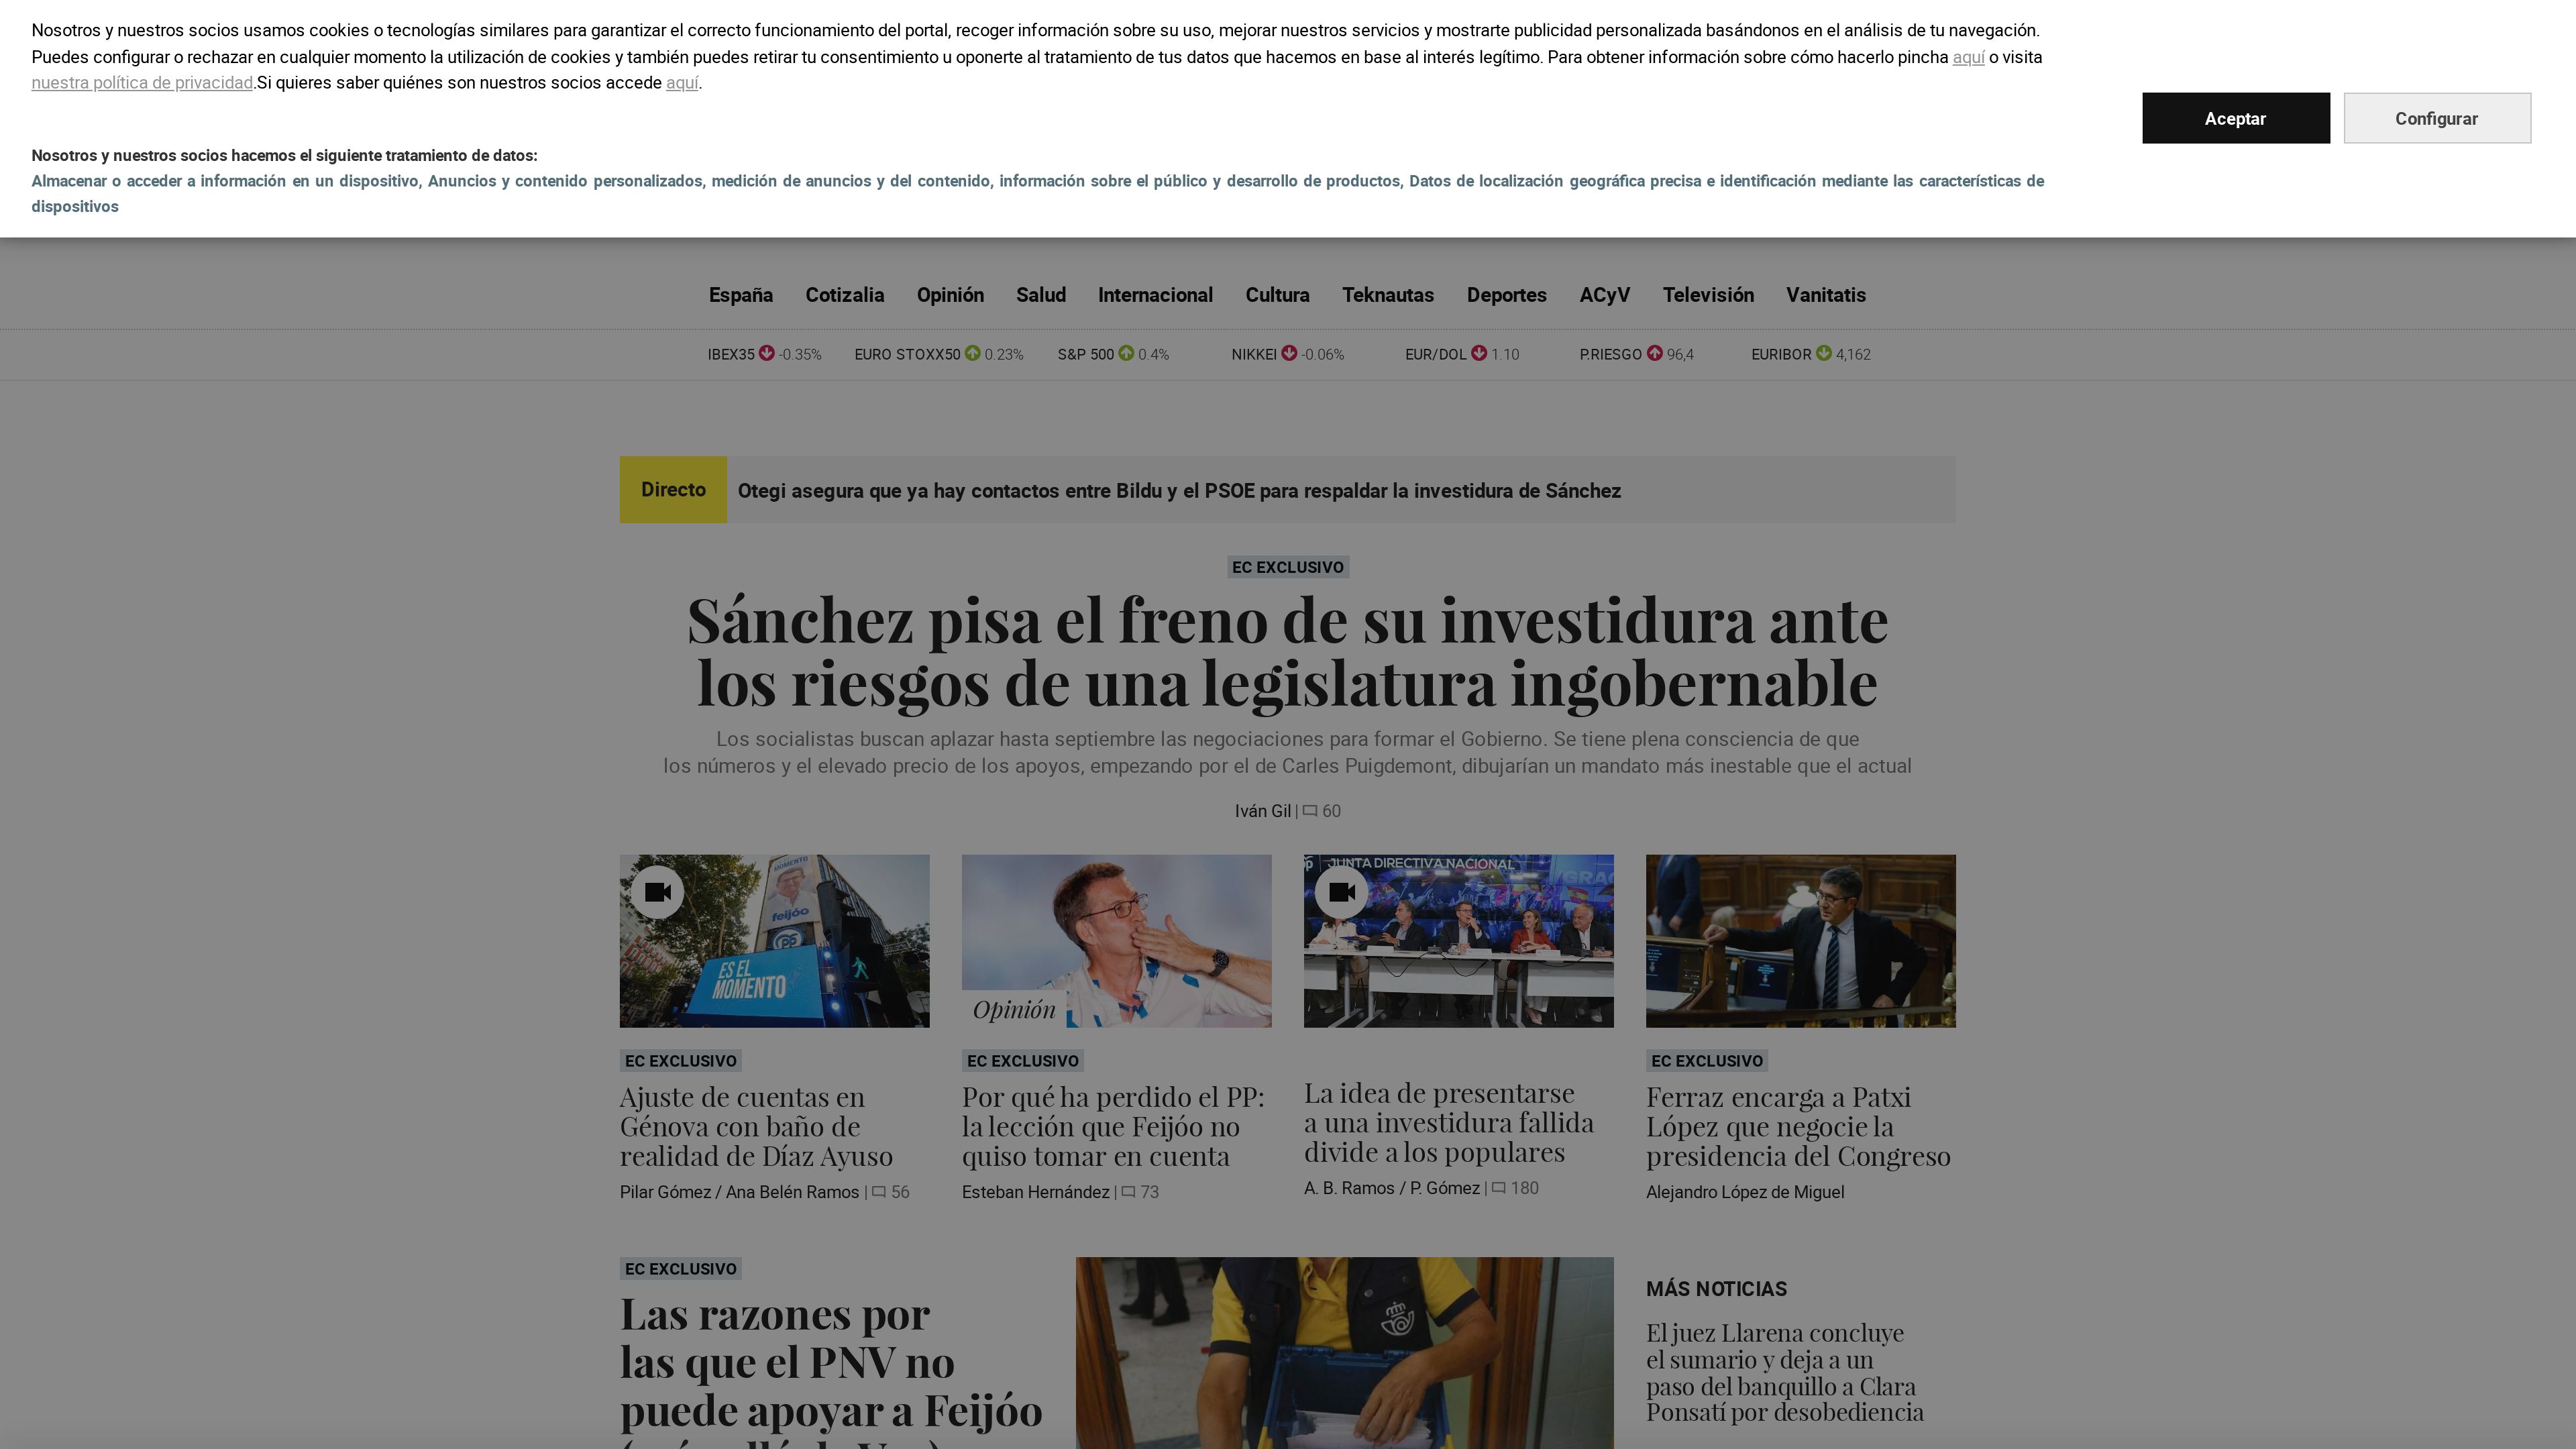 Nosotros y nuestros socios usamos cookies o tecnologías similares para garantizar el correcto funcionamiento del portal, recoger información sobre su uso, mejorar nuestros servicios y mostrarte publicidad personalizada basándonos en el análisis de tu navegación.
Puedes configurar o rechazar en cualquier momento la utilización de cookies y también puedes retirar tu consentimiento u oponerte al tratamiento de tus datos que hacemos en base al interés legítimo. Para obtener información sobre cómo hacerlo pincha aquí o visita
nuestra política de privacidad.Si quieres saber quiénes son nuestros socios accede aquí.
Aceptar
Configurar
Nosotros y nuestros socios hacemos el siguiente tratamiento de datos:
Almacenar o acceder a información en un dispositivo, Anuncios y contenido personalizados, medición de anuncios y del contenido, información sobre el público y desarrollo de productos, Datos de localización geográfica precisa e identificación mediante las características de
dispositivos
España Cotizalia Opinión Salud Internacional Cultura Teknautas Deportes ACyV Televisión Vanitatis
IBEX35 -0.35% EURO STOXX50 0.23% S&P 500 0.4% NIKKEI -0.06% EUR/DOL 1.10 P.RIESGO 96,4 EURIBOR 4,162
Directo Otegi asegura que ya hay contactos entre Bildu y el PSOE para respaldar la investidura de Sánchez
EC EXCLUSIVO
Sánchez pisa el freno de su investidura ante
los riesgos de una legislatura ingobernable
Los socialistas buscan aplazar hasta septiembre las negociaciones para formar el Gobierno. Se tiene plena consciencia de que
los números y el elevado precio de los apoyos, empezando por el de Carles Puigdemont, dibujarían un mandato más inestable que el actual
Iván Gil | 60
MOMENTO
feijóo
PP
ES EL
MOMENTO
EC EXCLUSIVO
Ajuste de cuentas en
Génova con baño de
realidad de Díaz Ayuso
Pilar Gómez / Ana Belén Ramos | 56
Opinión
EC EXCLUSIVO
Por qué ha perdido el PP:
la lección que Feijóo no
quiso tomar en cuenta
Esteban Hernández | 73
JUNTA DIRECTIVA NACIONAL
La idea de presentarse
a una investidura fallida
divide a los populares
A. B. Ramos / P. Gómez | 180
EC EXCLUSIVO
Ferraz encarga a Patxi
López que negocie la
presidencia del Congreso
Alejandro López de Miguel
EC EXCLUSIVO
Las razones por
las que el PNV no
puede apoyar a Feijóo
MÁS NOTICIAS
El juez Llarena concluye
el sumario y deja a un
paso del banquillo a Clara
Ponsatí por desobediencia